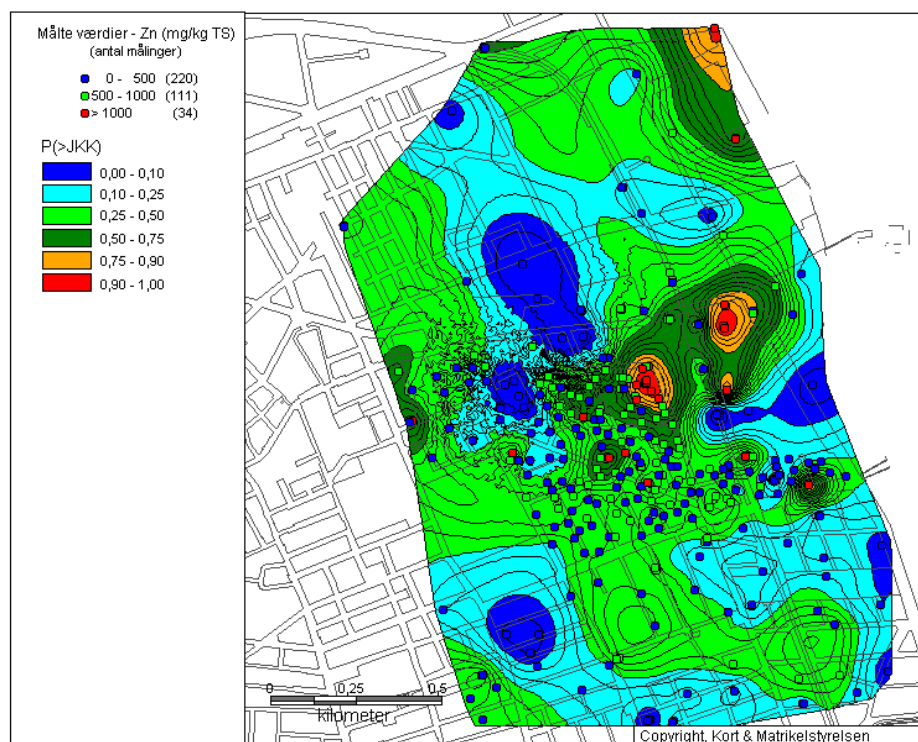 Målte værdier - Zn (mg/kg TS)
(antal målinger)
0 - 500 (220)
500 - 1000 (111)
> 1000 (34)
P(>JKK)
0,00 - 0,10
0,10 - 0,25
0,25 - 0,50
0,50 - 0,75
0,75 - 0,90
0,90 - 1,00
0 0,25 0,5
kilometer
Copyright, Kort & Matrikelstyrelsen